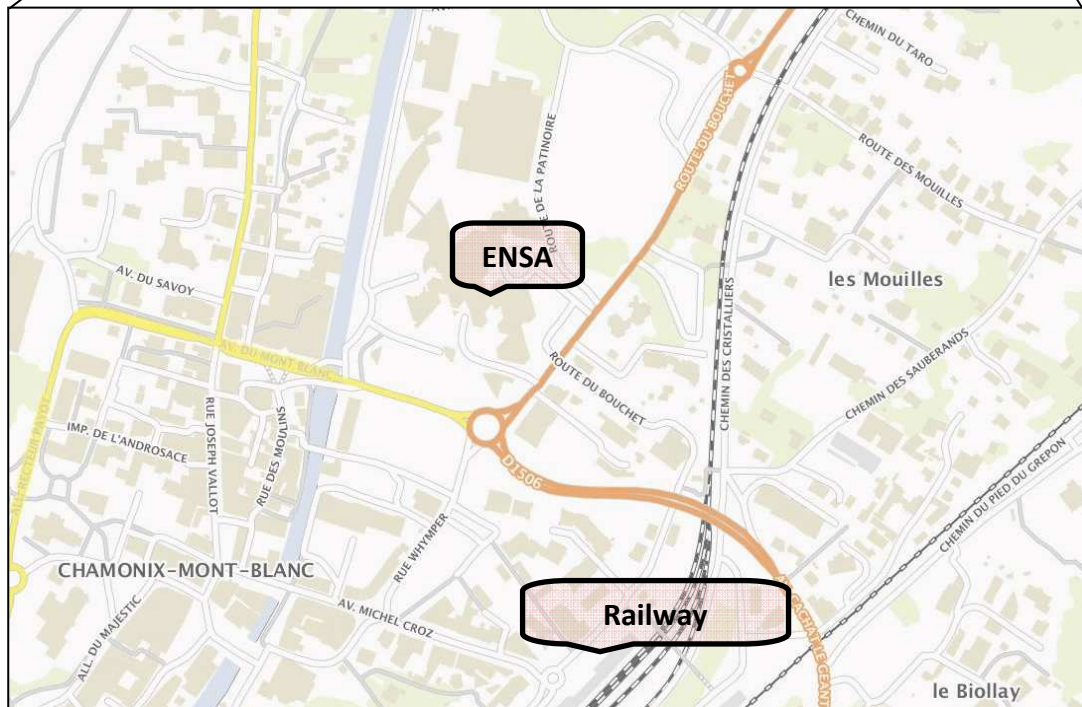 CHEMIN DU TARO
ROUTE DU BOUCHET
ROUTE DE LA PATINOIRE
ROUTE DES MOUILLES
ENSA
AV. DU SAVOY
les Mouilles
AV. DU MONT BLANC
ROUTE DU BOUCHET
CHEMIN DES CRISTALLIERS
CHEMIN DES SAUBERANDS
RUE JOSEPH VALLOT
RUE DES MOULINS
IMP. DE L'ANDROSACE
D1506
CHEMIN DU PIED DU GREPON
RUE WHYMPER
CHAMONIX-MONT-BLANC
AV. MICHEL CROZ
Railway
ALL. DU MAJESTIC
le Biollay